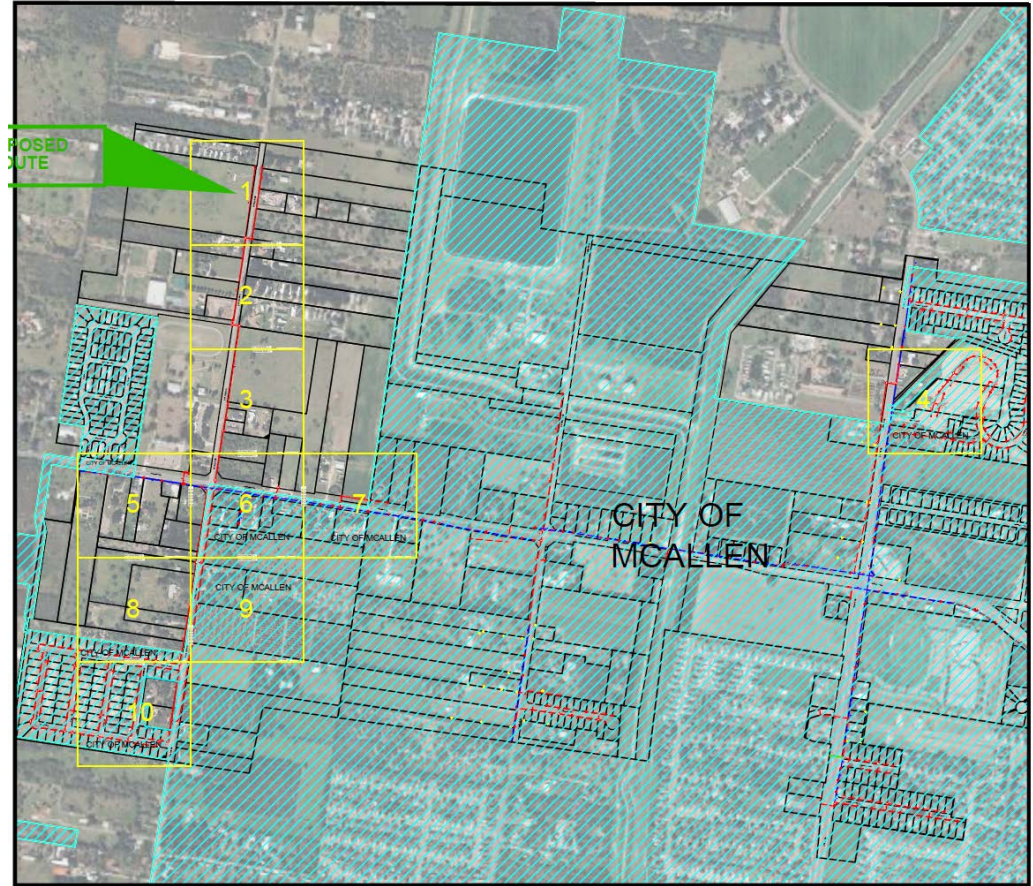 POSED
UTE
1
2
3
4
CITY OF MCALLEN
CITY OF MCALLEN
5
6
7
CITY OF MCALLEN
CITY OF MCALLEN
CITY OF
MCALLEN
CITY OF MCALLEN
8
9
CITY OF MCALLEN
10
CITY OF MCALLEN